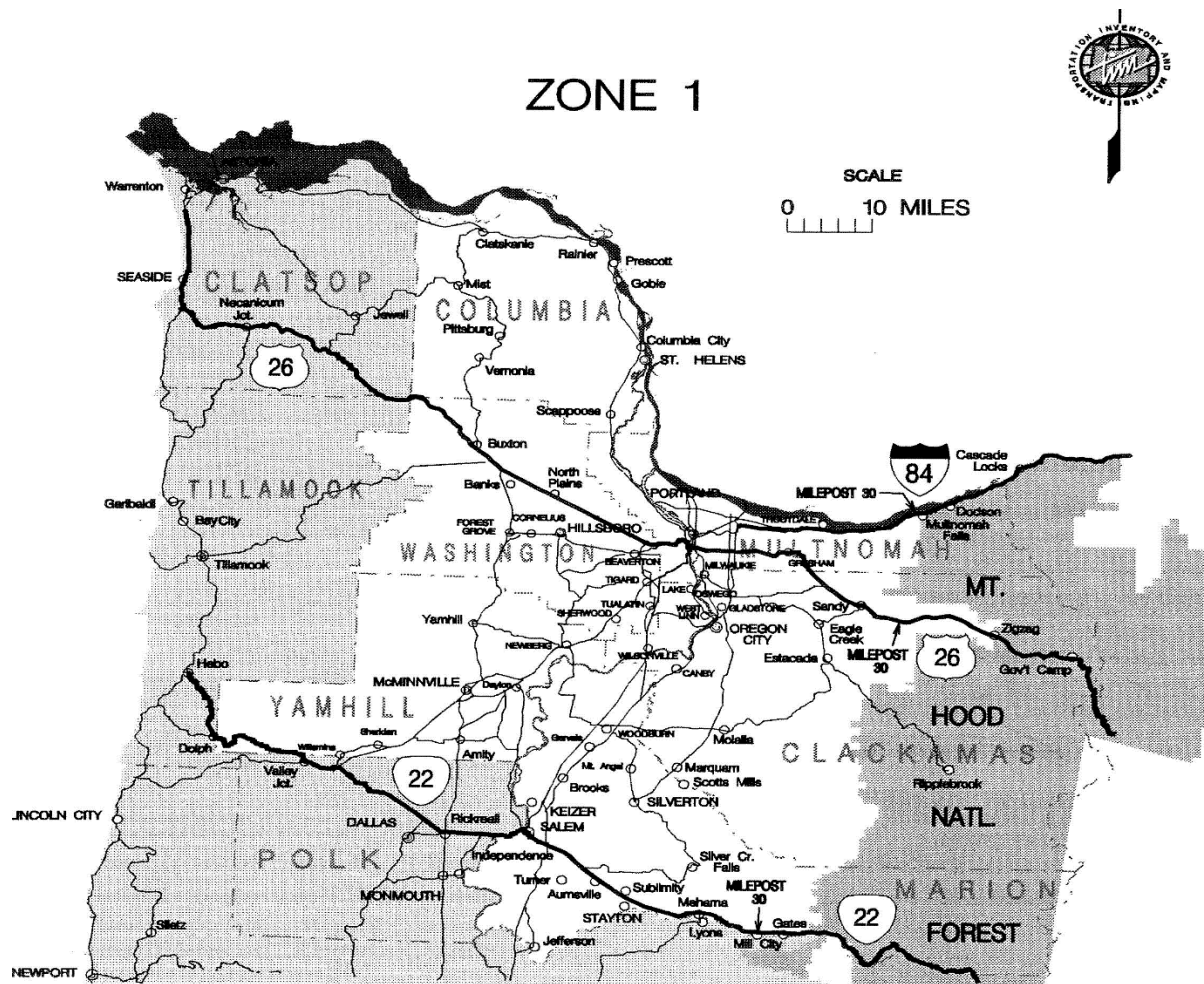 TRANSPORTATION INVENTORY AND MAPPING
tim
ZONE 1
SCALE
0 10 MILES
ASTORIA
Warrenton
Clatskanie
Rainier
Prescott
Goble
SEASIDE
CLATSOP
Necanicum
Jct.
Jewell
Mist
COLUMBIA
Pittsburg
Columbia City
ST. HELENS
26
Vernonia
Scappoose
Buxton
84
Cascade
Locks
TILLAMOOK
Banks
North
Plains
PORTLAND
MILEPOST 30
Dodson
Garibaldi
Bay City
CORNELIUS
FOREST
GROVE
HILLSBORO
TROUTDALE
Multnomah
Falls
Tillamook
WASHINGTON
BEAVERTON
MULTNOMAH
MILWAUKIE
GRESHAM
TIGARD
LAKE
OSWEGO
MT.
TUALATIN
SHERWOOD
WEST
LINN
GLADSTONE
Sandy
Yamhill
OREGON
CITY
Eagle
Creek
Zigzag
NEWBERG
WILSONVILLE
Estacada
MILEPOST
30
26
Gov't Camp
Hebo
CANBY
McMINNVILLE
Dayton
YAMHILL
HOOD
Sheridan
Dolph
Willamina
Amity
Gervais
WOODBURN
Molalla
CLACKAMAS
Valley
Jct.
22
Mt. Angel
Marquam
Scotts Mills
Ripplebrook
Brooks
LINCOLN CITY
KEIZER
SILVERTON
NATL.
DALLAS
Rickreall
SALEM
POLK
Independence
Silver Cr.
Falls
MONMOUTH
Turner
Aumsville
Sublimity
MILEPOST
30
MARION
STAYTON
Mehama
Lyons
Gates
Mill City
22
FOREST
Siletz
Jefferson
NEWPORT